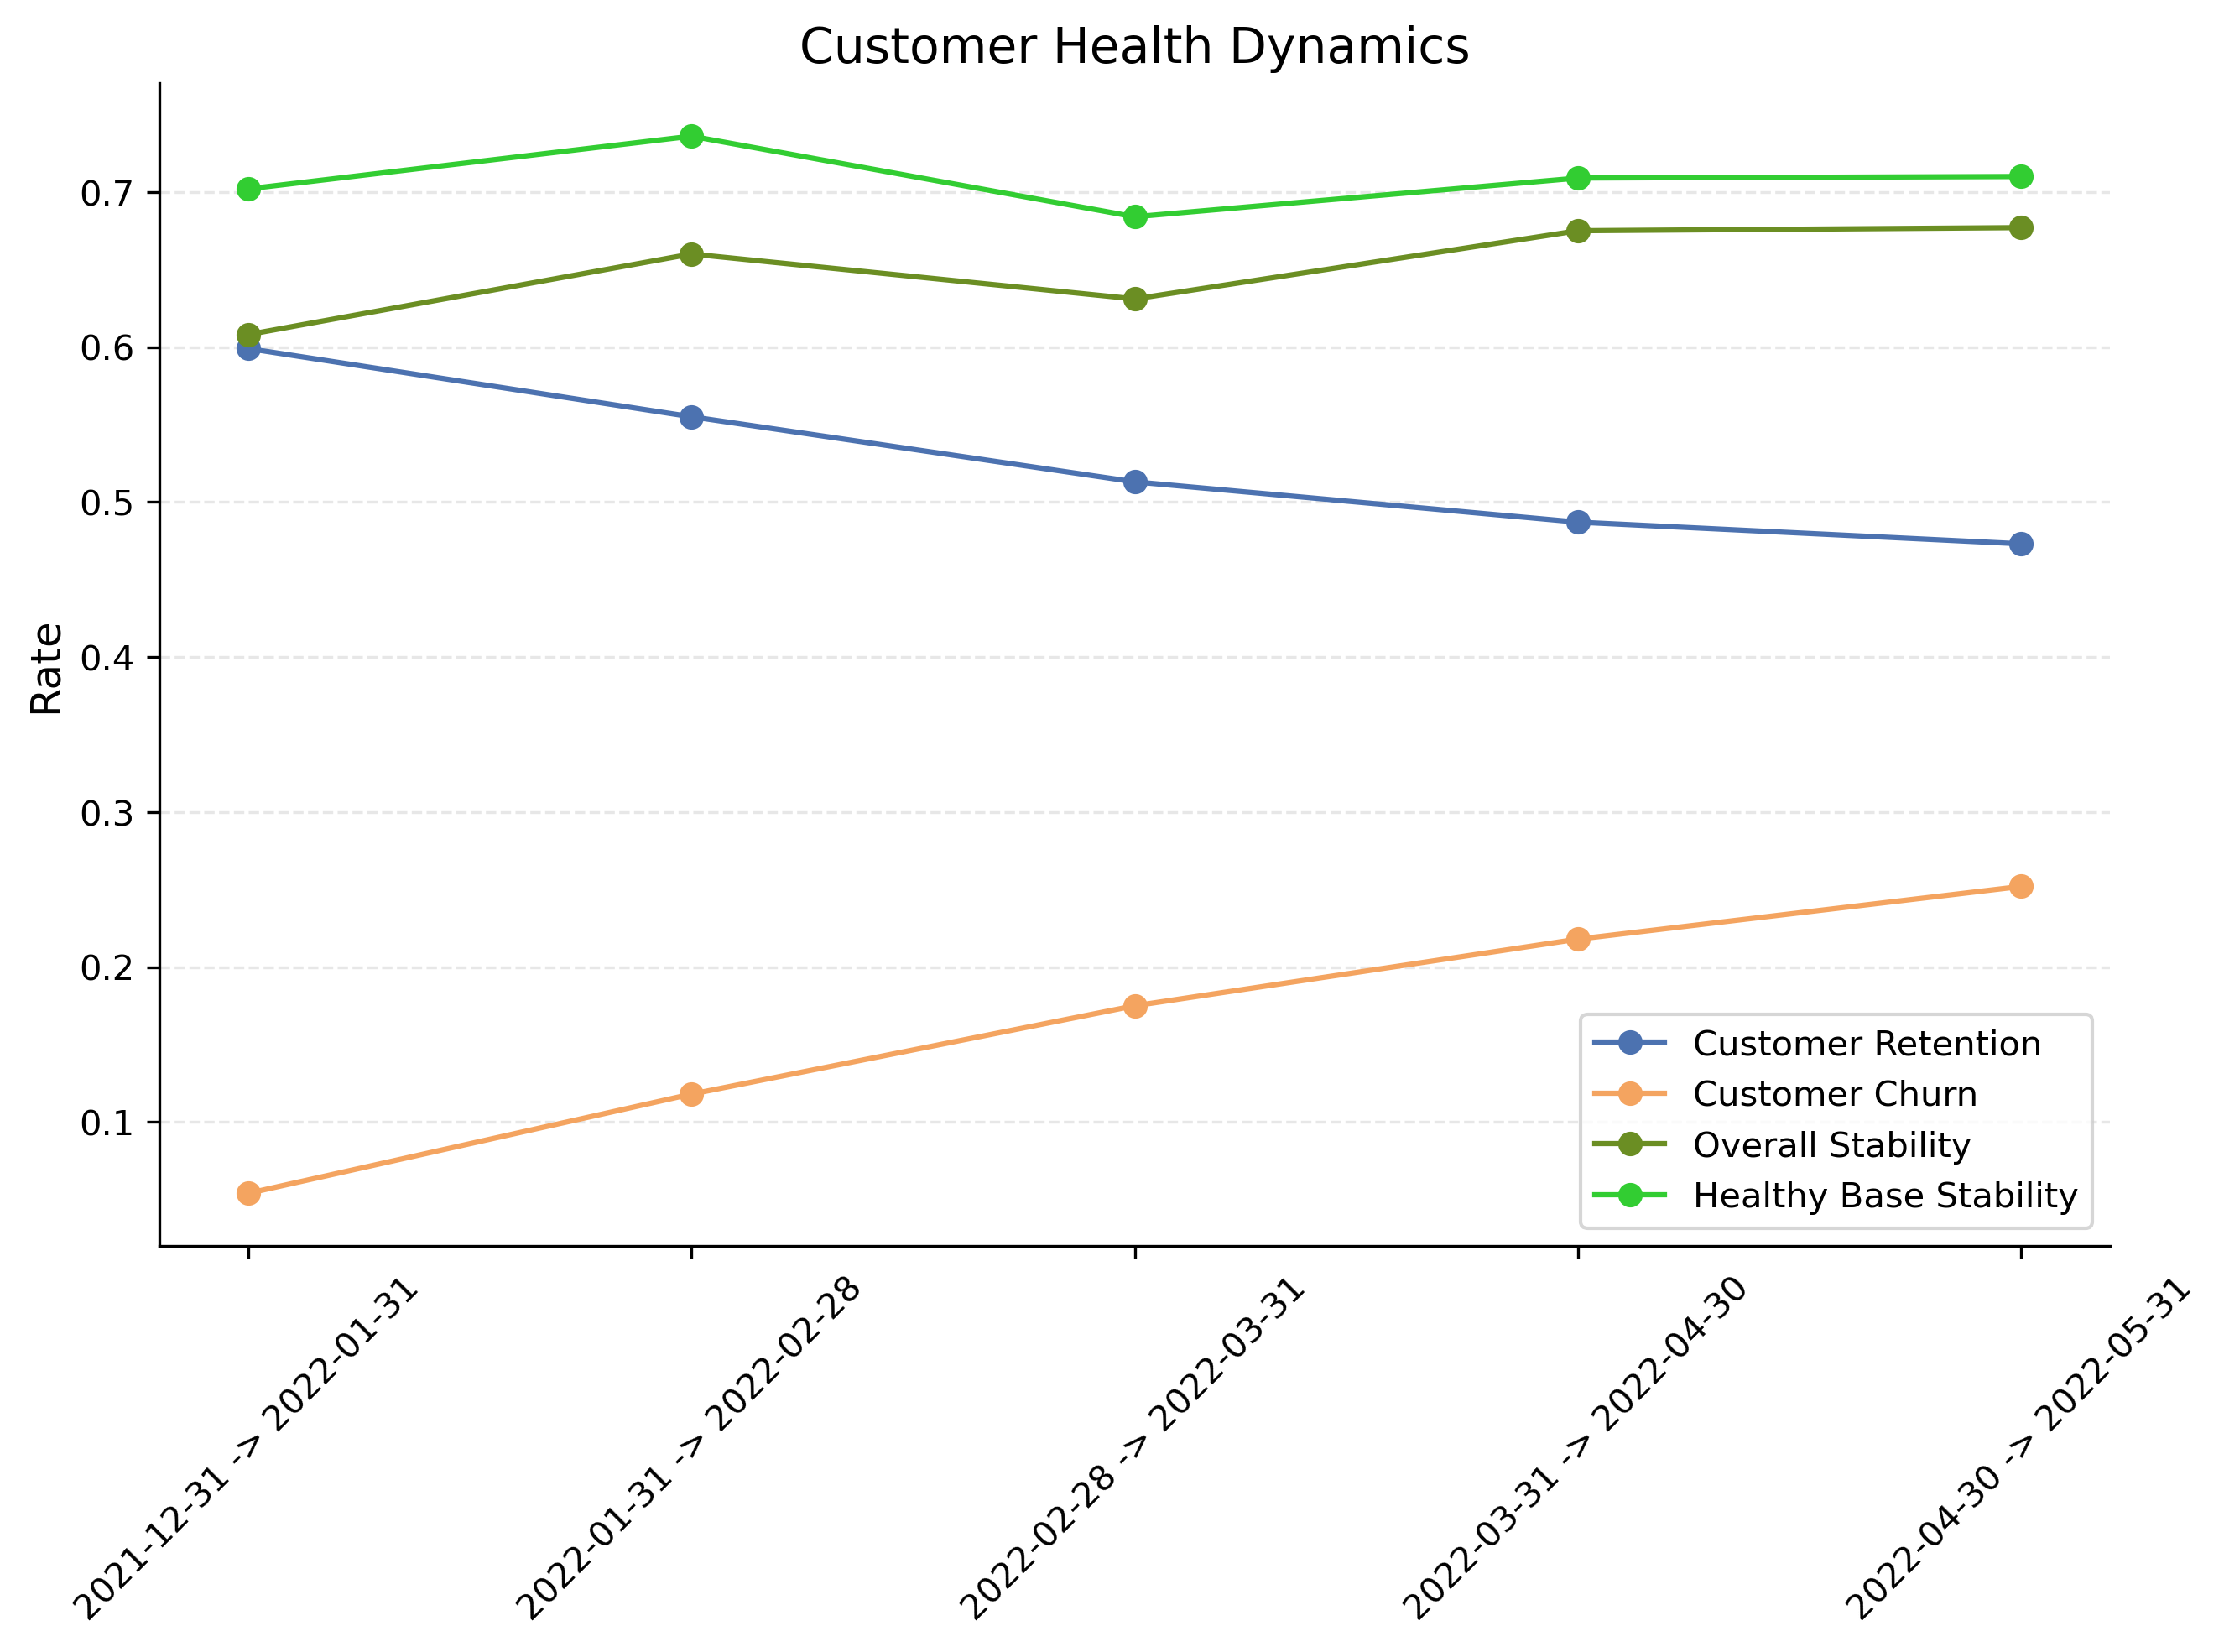 Customer Health Dynamics
Rate
0.7
0.6
0.5
0.4
0.3
0.2
0.1
Customer Retention
Customer Churn
Overall Stability
Healthy Base Stability
2021-12-31 -> 2022-01-31
2022-01-31 -> 2022-02-28
2022-02-28 -> 2022-03-31
2022-03-31 -> 2022-04-30
2022-04-30 -> 2022-05-31